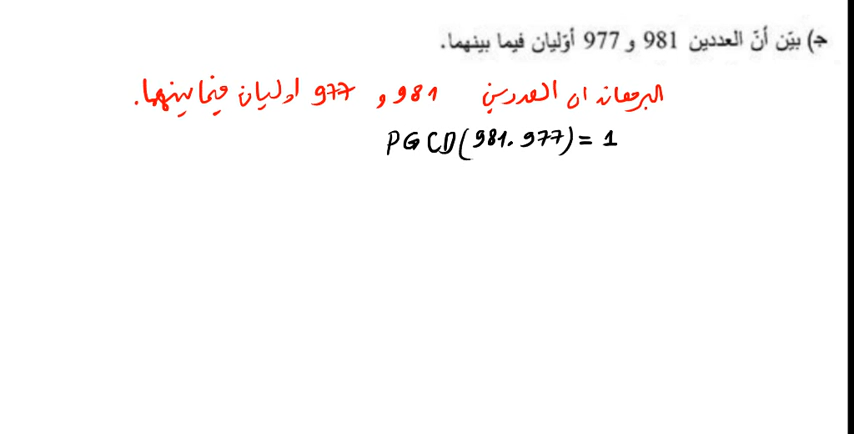 ج) بيّن أنّ العددين 981 و 977 أوّليان فيما بينهما.
البرهان ان العددين 981 و 977 اوليان فيما بينهما.
PGCD(981. 977) = 1